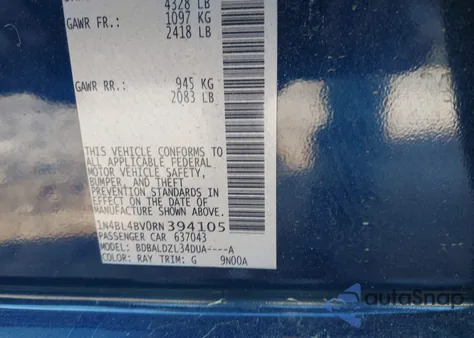 4328 LB
GAWR FR.: 1097 KG
2418 LB
GAWR RR.: 945 KG
2083 LB
THIS VEHICLE CONFORMS TO
ALL APPLICABLE FEDERAL
MOTOR VEHICLE SAFETY,
BUMPER, AND THEFT
PREVENTION STANDARDS IN
EFFECT ON THE DATE OF
MANUFACTURE SHOWN ABOVE.
1N4BL4BV0RN394105
PASSENGER CAR 637043
MODEL: BDBALDZL34DUA----A
COLOR: RAY TRIM: G 9N00A
autoSnap